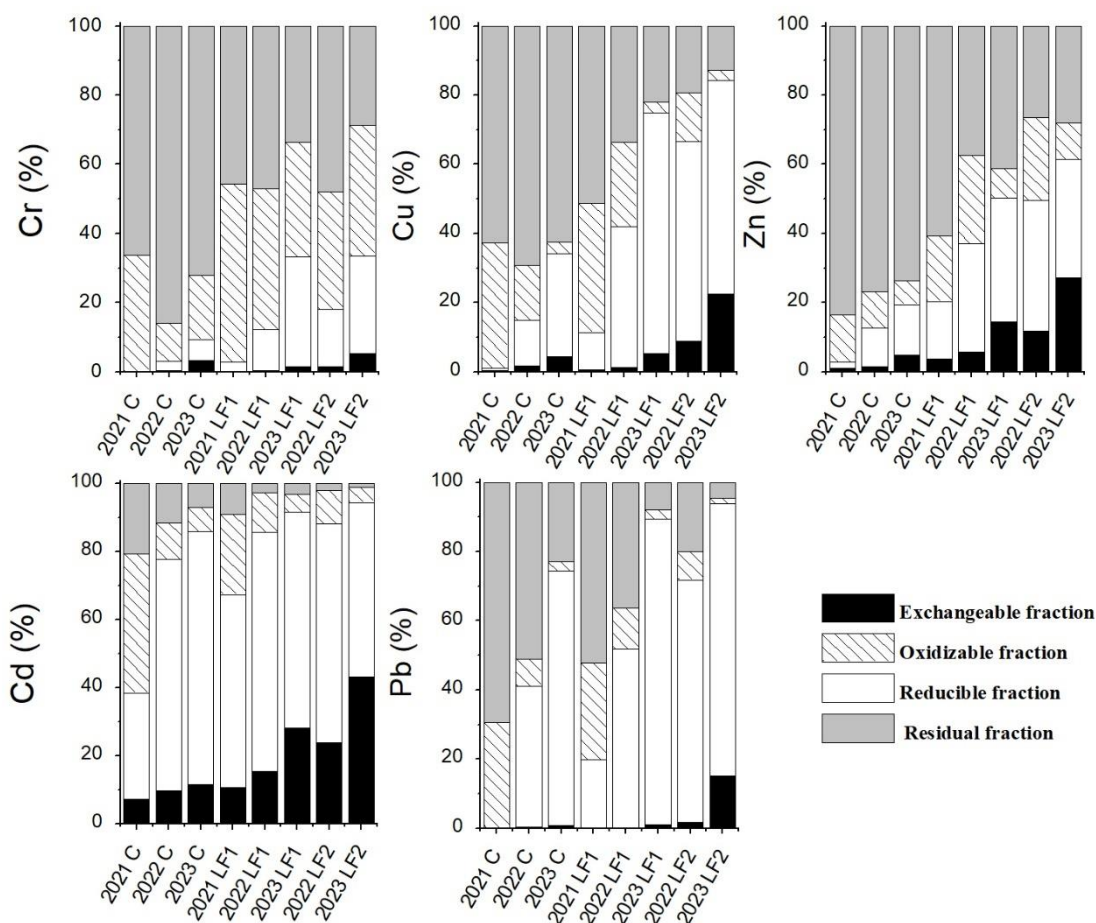 Cr (%)
100
80
60
40
20
0
2021 C
2022 C
2023 C
2021 LF1
2022 LF1
2023 LF1
2022 LF2
2023 LF2
Cu (%)
100
80
60
40
20
0
2021 C
2022 C
2023 C
2021 LF1
2022 LF1
2023 LF1
2022 LF2
2023 LF2
Zn (%)
100
80
60
40
20
0
2021 C
2022 C
2023 C
2021 LF1
2022 LF1
2023 LF1
2022 LF2
2023 LF2
Cd (%)
100
80
60
40
20
0
2021 C
2022 C
2023 C
2021 LF1
2022 LF1
2023 LF1
2022 LF2
2023 LF2
Pb (%)
100
80
60
40
20
0
2021 C
2022 C
2023 C
2021 LF1
2022 LF1
2023 LF1
2022 LF2
2023 LF2
Exchangeable fraction
Oxidizable fraction
Reducible fraction
Residual fraction